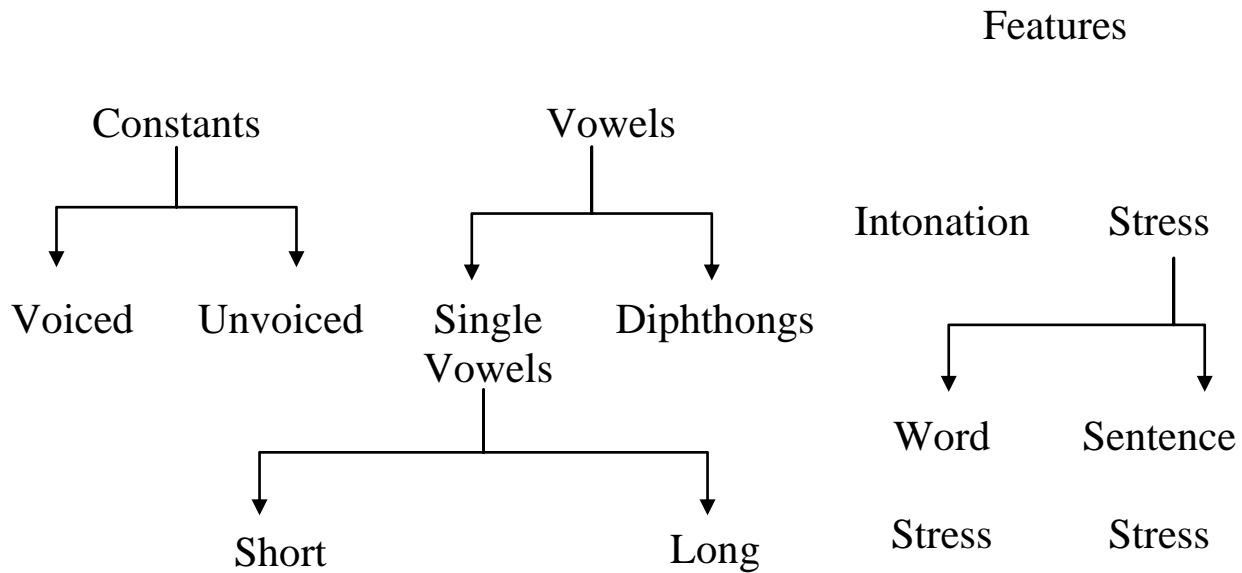 Features
Constants
Vowels
Intonation
Stress
Voiced
Unvoiced
Single
Vowels
Diphthongs
Word
Sentence
Short
Long
Stress
Stress